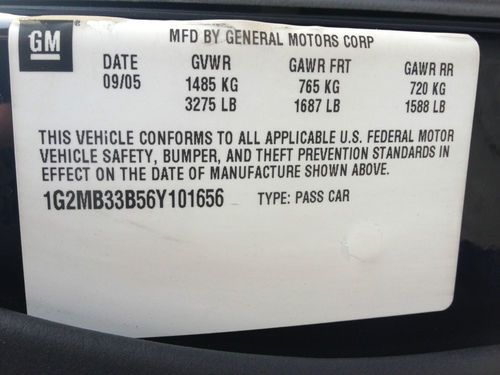 GM
MFD BY GENERAL MOTORS CORP
DATE GVWR GAWR FRT GAWR RR
09/05 1485 KG 765 KG 720 KG
3275 LB 1687 LB 1588 LB
THIS VEHICLE CONFORMS TO ALL APPLICABLE U.S. FEDERAL MOTOR
VEHICLE SAFETY, BUMPER, AND THEFT PREVENTION STANDARDS IN
EFFECT ON THE DATE OF MANUFACTURE SHOWN ABOVE.
1G2MB33B56Y101656 TYPE: PASS CAR